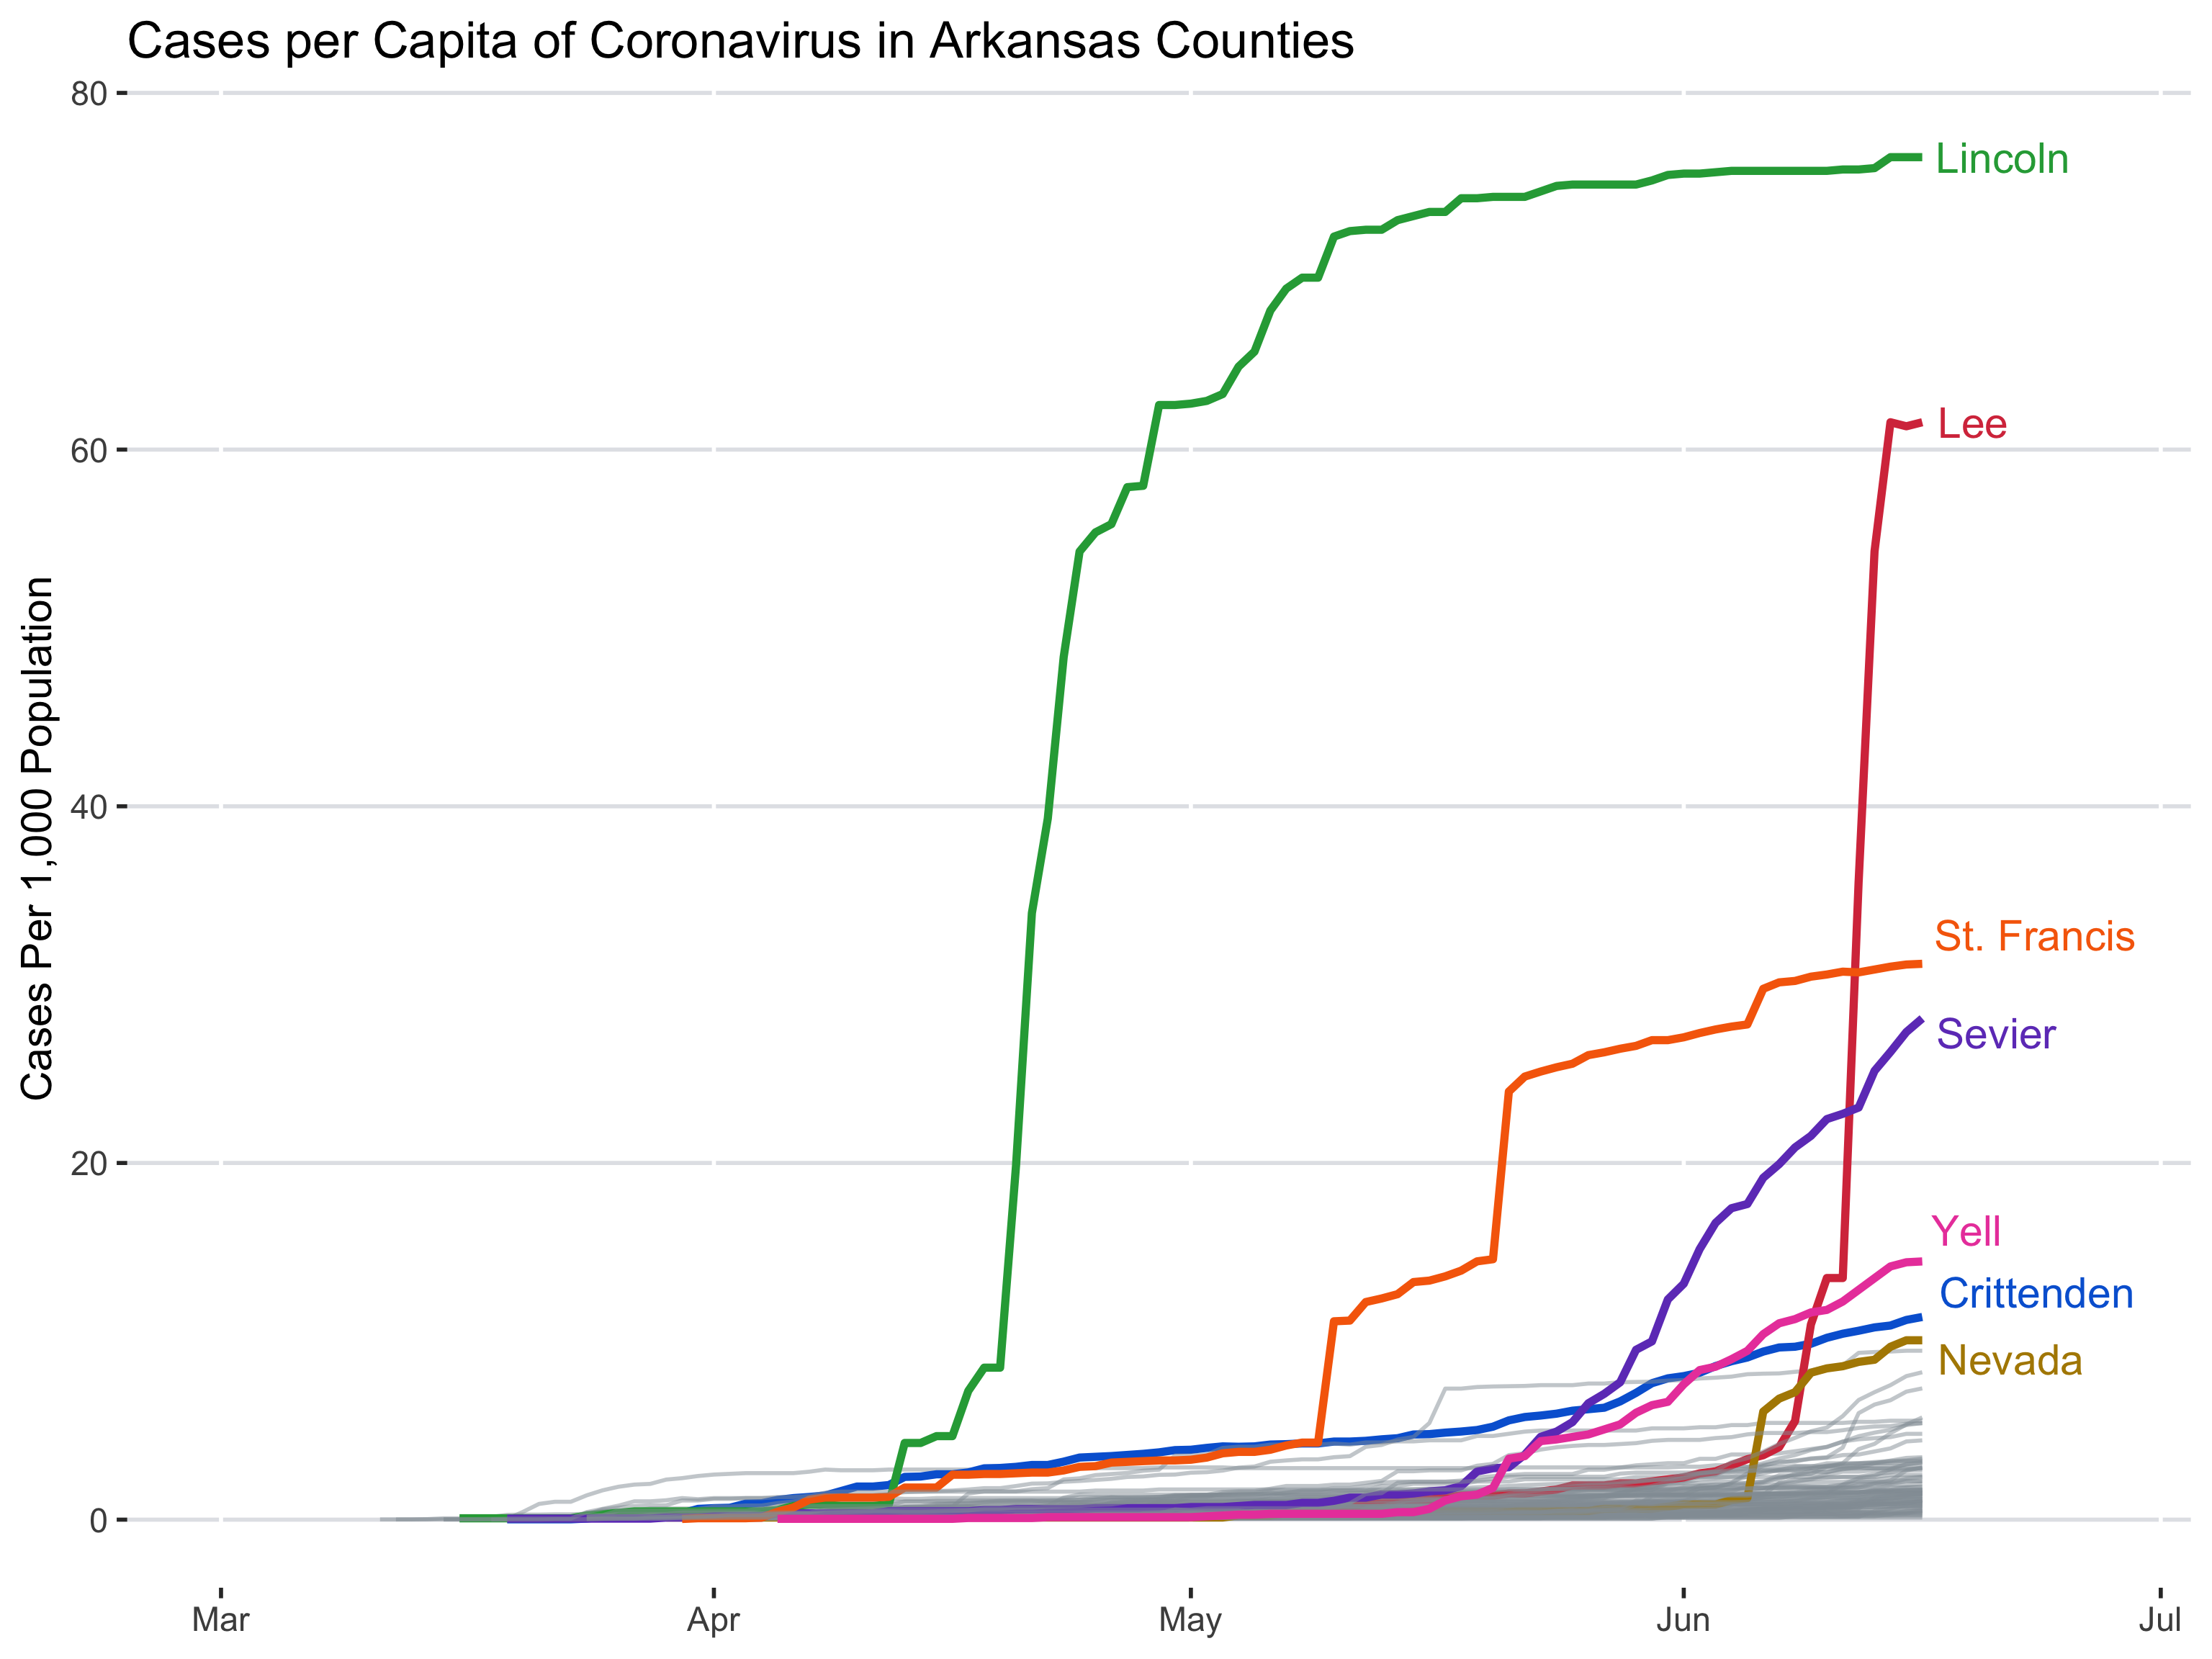 Cases per Capita of Coronavirus in Arkansas Counties
Cases Per 1,000 Population
80
60
40
20
0
Mar
Apr
May
Jun
Jul
Lincoln
Lee
St. Francis
Sevier
Yell
Crittenden
Nevada